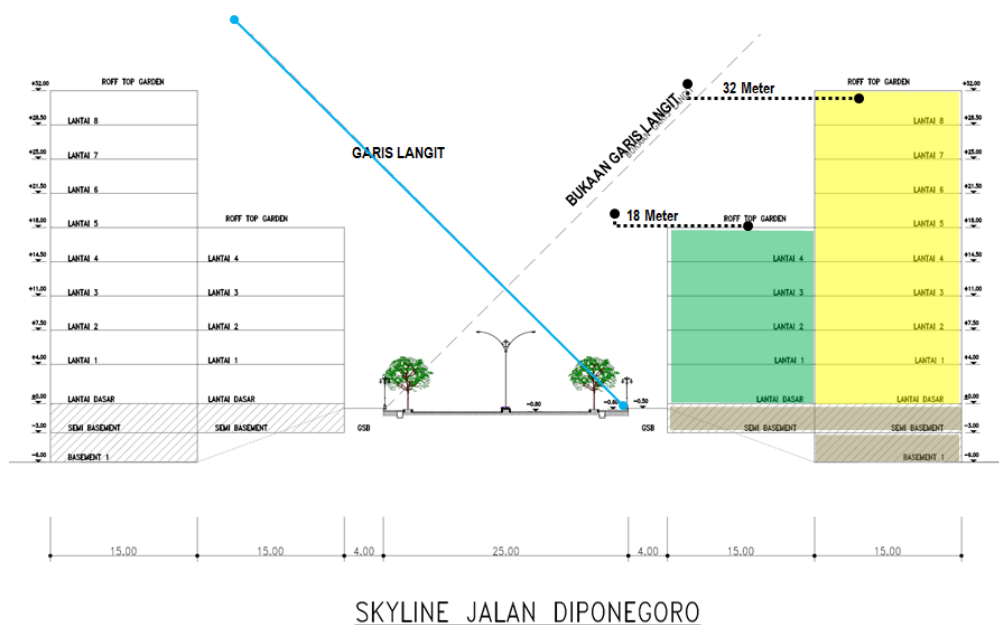 +32.00
ROFF TOP GARDEN
32 Meter
ROFF TOP GARDEN
+32.00
+28.50
LANTAI 8
LANTAI 8
+28.50
+25.00
LANTAI 7
GARIS LANGIT
BUKAAN GARIS LANGIT
LANTAI 7
+25.00
+21.50
LANTAI 6
LANTAI 6
+21.50
+18.00
LANTAI 5
ROFF TOP GARDEN
18 Meter
ROFF TOP GARDEN
LANTAI 5
+18.00
+14.50
LANTAI 4
LANTAI 4
LANTAI 4
LANTAI 4
+14.50
+11.00
LANTAI 3
LANTAI 3
LANTAI 3
LANTAI 3
+11.00
+7.50
LANTAI 2
LANTAI 2
LANTAI 2
LANTAI 2
+7.50
+4.00
LANTAI 1
LANTAI 1
LANTAI 1
LANTAI 1
+4.00
±0.00
LANTAI DASAR
LANTAI DASAR
-0.80
-0.60
-0.50
LANTAI DASAR
LANTAI DASAR
±0.00
-3.00
SEMI BASEMENT
SEMI BASEMENT
GSB
GSB
SEMI BASEMENT
SEMI BASEMENT
-3.00
-6.00
BASEMENT 1
BASEMENT 1
-6.00
15.00
15.00
4.00
25.00
4.00
15.00
15.00
SKYLINE JALAN DIPONEGORO